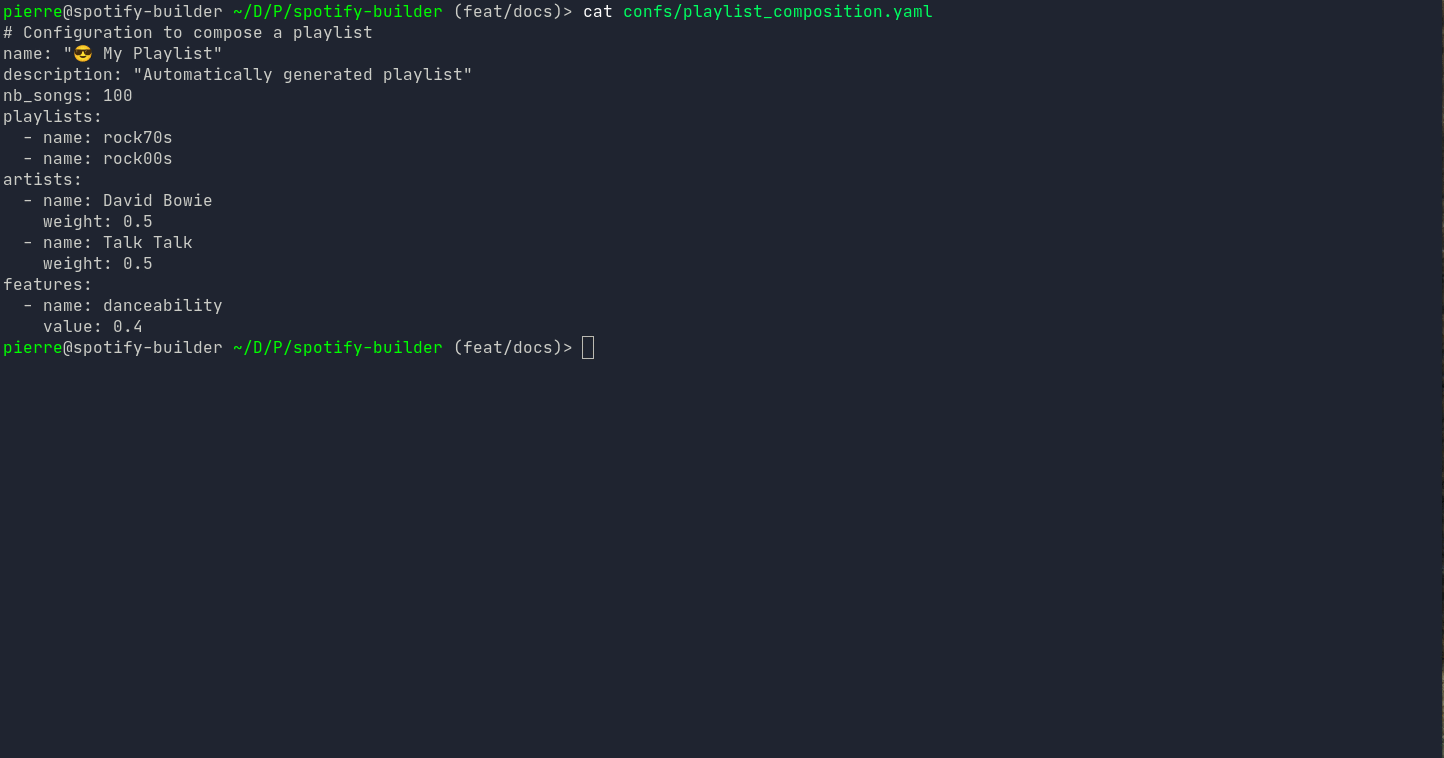 pierre@spotify-builder ~/D/P/spotify-builder (feat/docs)> cat confs/playlist_composition.yaml
# Configuration to compose a playlist
name: "😎 My Playlist"
description: "Automatically generated playlist"
nb_songs: 100
playlists:
  - name: rock70s
  - name: rock00s
artists:
  - name: David Bowie
    weight: 0.5
  - name: Talk Talk
    weight: 0.5
features:
  - name: danceability
    value: 0.4
pierre@spotify-builder ~/D/P/spotify-builder (feat/docs)>